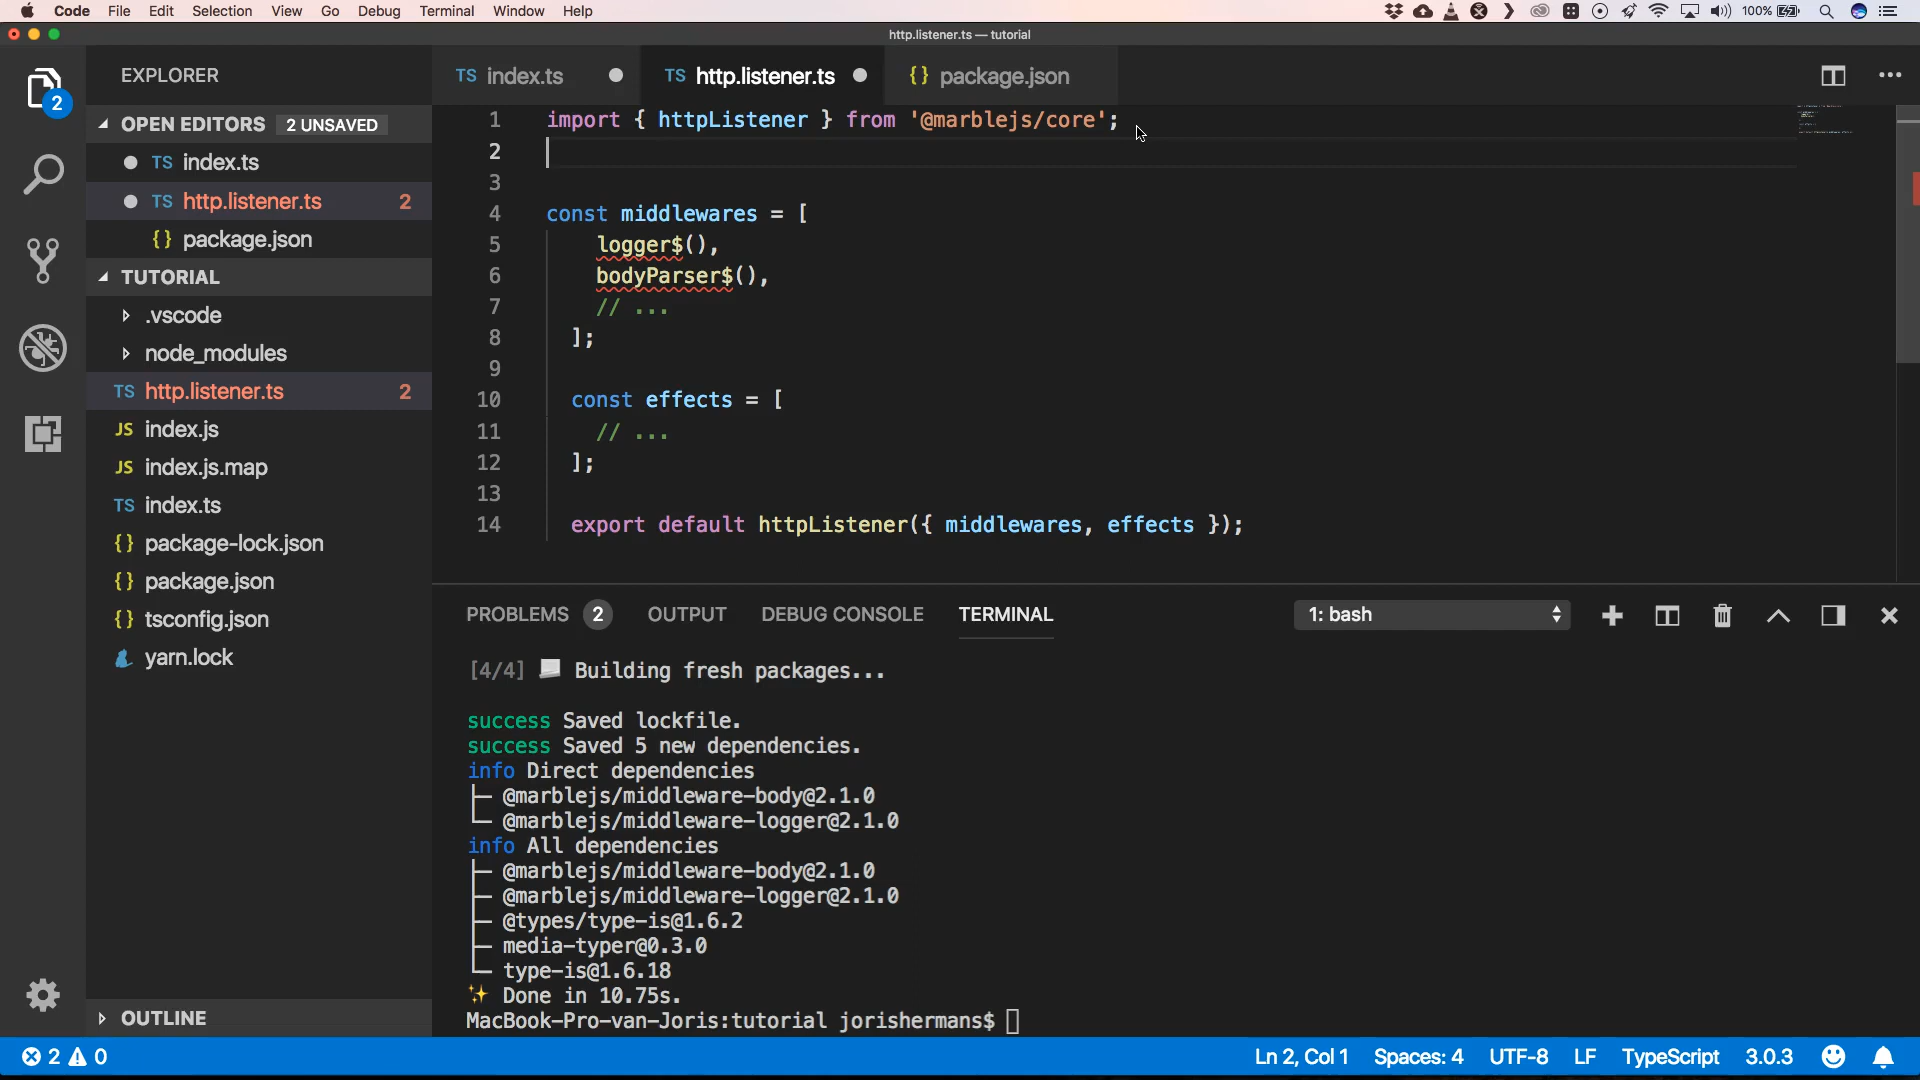 Code File Edit Selection View Go Debug Terminal Window Help 100%
http.listener.ts — tutorial
2
EXPLORER
OPEN EDITORS 2 UNSAVED
TS index.ts
TS http.listener.ts 2
{} package.json
TUTORIAL
.vscode
node_modules
TS http.listener.ts 2
JS index.js
JS index.js.map
TS index.ts
{} package-lock.json
{} package.json
{} tsconfig.json
yarn.lock
OUTLINE
TS index.ts TS http.listener.ts {} package.json
1 import { httpListener } from '@marblejs/core';
2
3
4 const middlewares = [
5 logger$(),
6 bodyParser$(),
7 // ...
8 ];
9
10 const effects = [
11 // ...
12 ];
13
14 export default httpListener({ middlewares, effects });
PROBLEMS 2 OUTPUT DEBUG CONSOLE TERMINAL 1: bash
[4/4] Building fresh packages...
success Saved lockfile.
success Saved 5 new dependencies.
info Direct dependencies
├─ @marblejs/middleware-body@2.1.0
└─ @marblejs/middleware-logger@2.1.0
info All dependencies
├─ @marblejs/middleware-body@2.1.0
├─ @marblejs/middleware-logger@2.1.0
├─ @types/type-is@1.6.2
├─ media-typer@0.3.0
└─ type-is@1.6.18
✨ Done in 10.75s.
MacBook-Pro-van-Joris:tutorial jorishermans$
2 0 Ln 2, Col 1 Spaces: 4 UTF-8 LF TypeScript 3.0.3